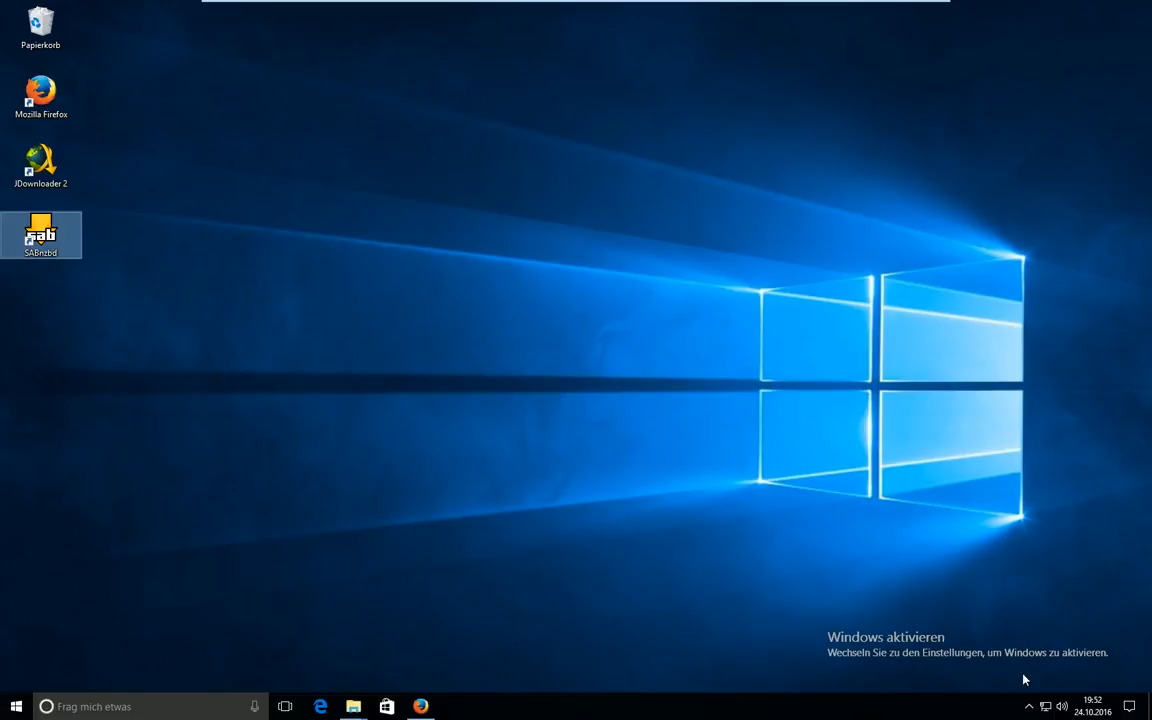 Papierkorb
Mozilla Firefox
JDownloader 2
sab
SABnzbd
Windows aktivieren
Wechseln Sie zu den Einstellungen, um Windows zu aktivieren.
Frag mich etwas
19:52
24.10.2016